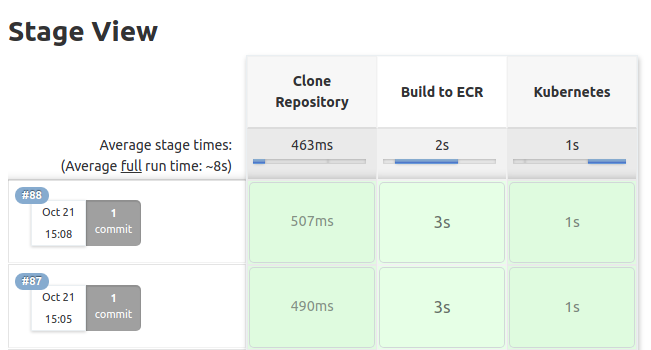 Stage View
Clone Repository
Build to ECR
Kubernetes
Average stage times:
(Average full run time: ~8s)
463ms
2s
1s
#88
Oct 21
15:08
1
commit
507ms
3s
1s
#87
Oct 21
15:05
1
commit
490ms
3s
1s